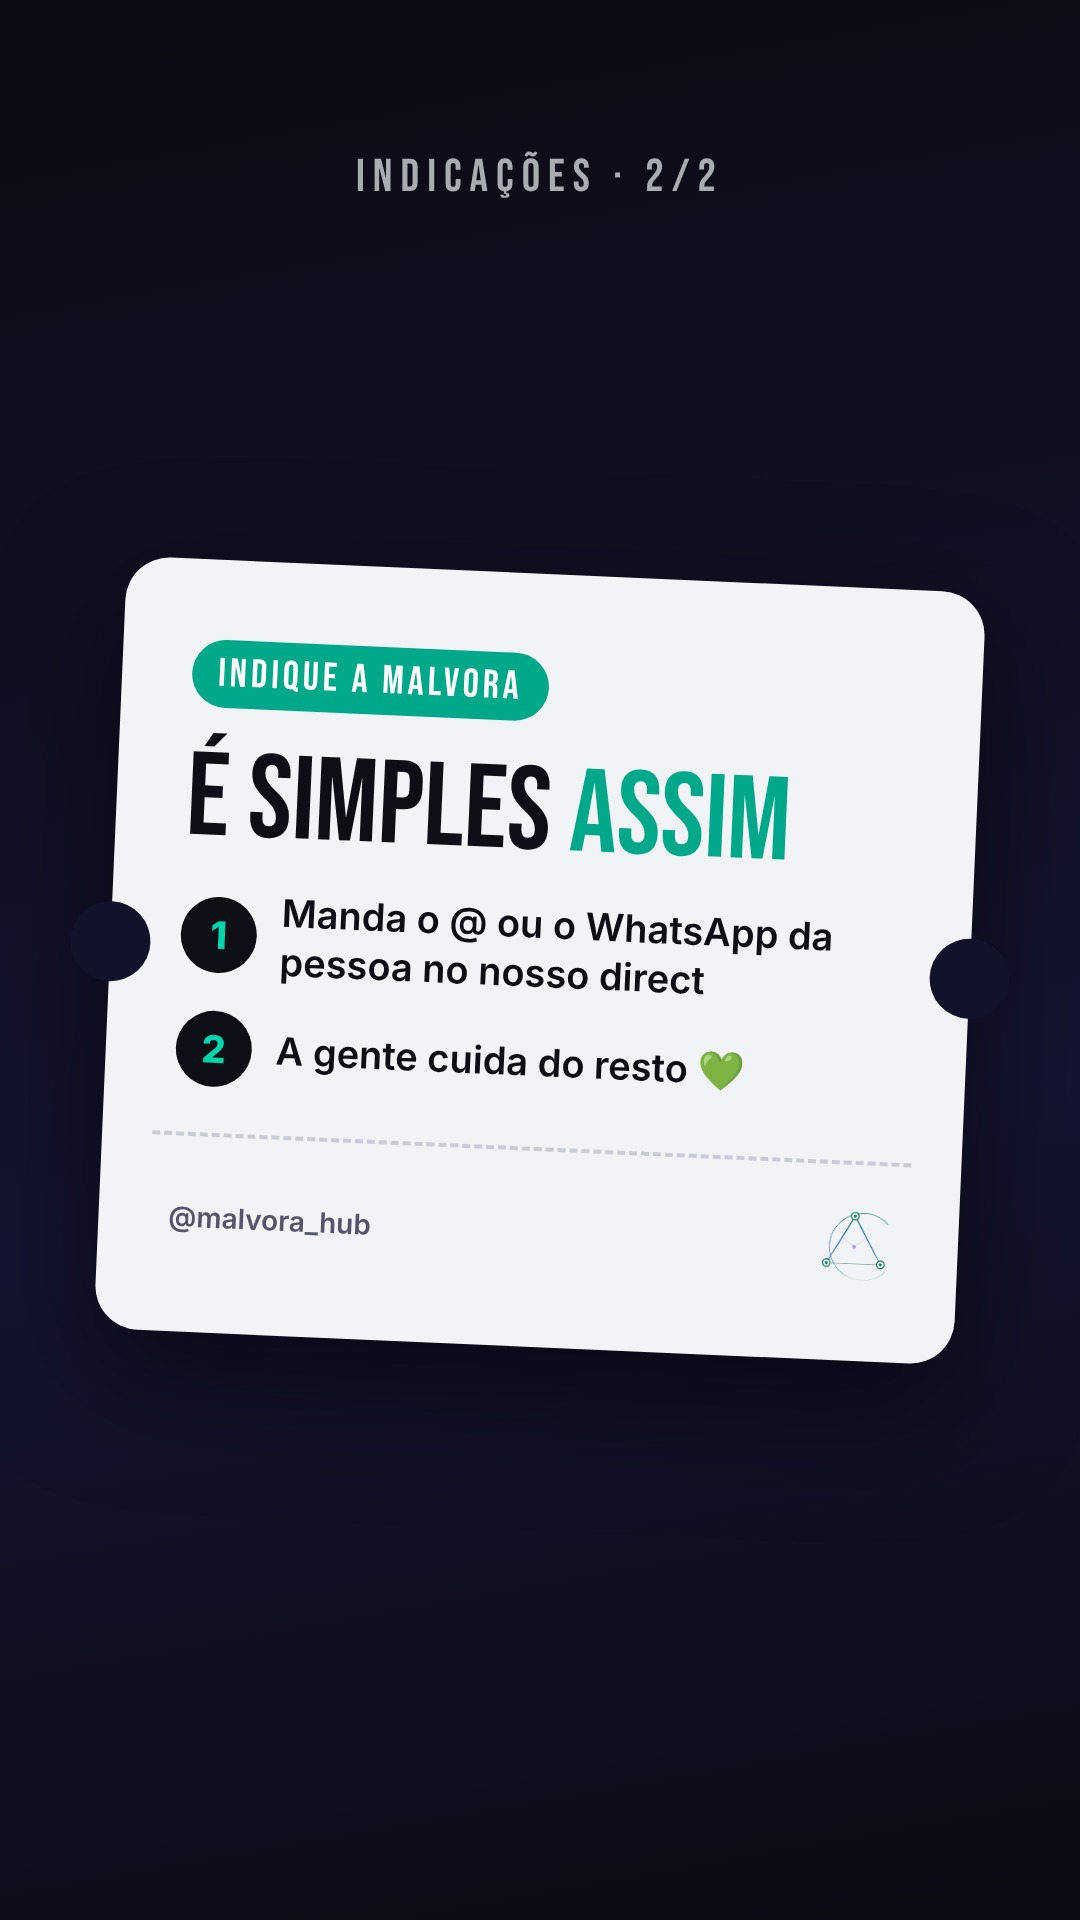 INDICAÇÕES · 2/2
INDIQUE A MALVORA
É SIMPLES ASSIM
1 Manda o @ ou o WhatsApp da
pessoa no nosso direct
2 A gente cuida do resto 💚
@malvora_hub